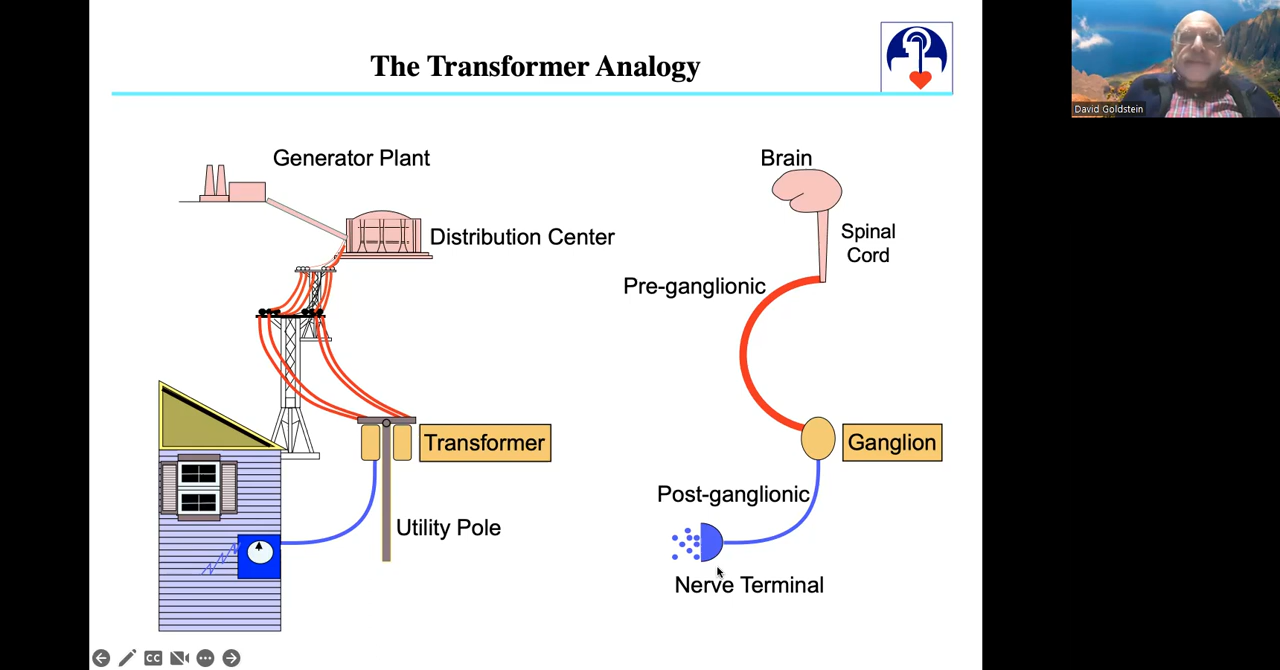 The Transformer Analogy
David Goldstein
Generator Plant
Distribution Center
Transformer
Utility Pole
Brain
Spinal
Cord
Pre-ganglionic
Ganglion
Post-ganglionic
Nerve Terminal
CC